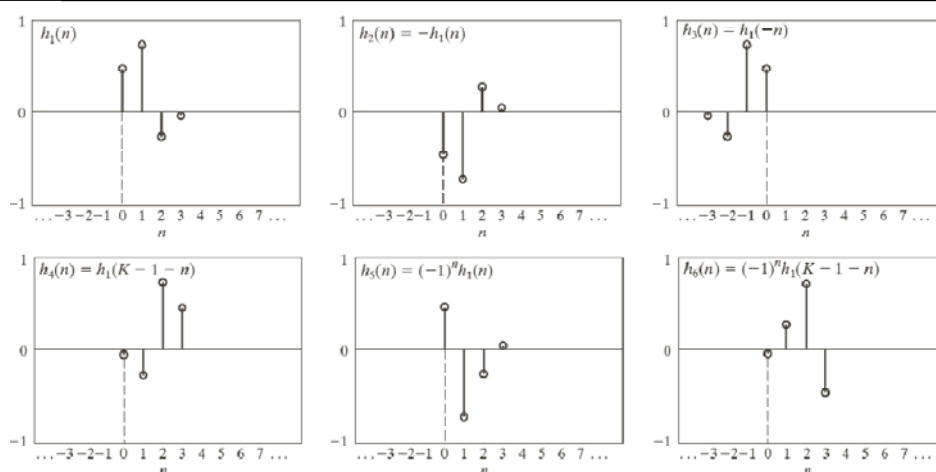 1
h₁(n)
0
−1
...−3 −2−1 0 1 2 3 4 5 6 7 ...
n
1
h₂(n) = −h₁(n)
0
−1
...−3 −2−1 0 1 2 3 4 5 6 7 ...
n
1
h₃(n) = h₁(−n)
0
−1
...−3 −2−1 0 1 2 3 4 5 6 7 ...
n
1
h₄(n) = h₁(K − 1 − n)
0
−1
...−3 −2−1 0 1 2 3 4 5 6 7 ...
n
1
h₅(n) = (−1)ⁿh₁(n)
0
−1
...−3 −2−1 0 1 2 3 4 5 6 7 ...
n
1
h₆(n) = (−1)ⁿh₁(K − 1 − n)
0
−1
...−3 −2−1 0 1 2 3 4 5 6 7 ...
n